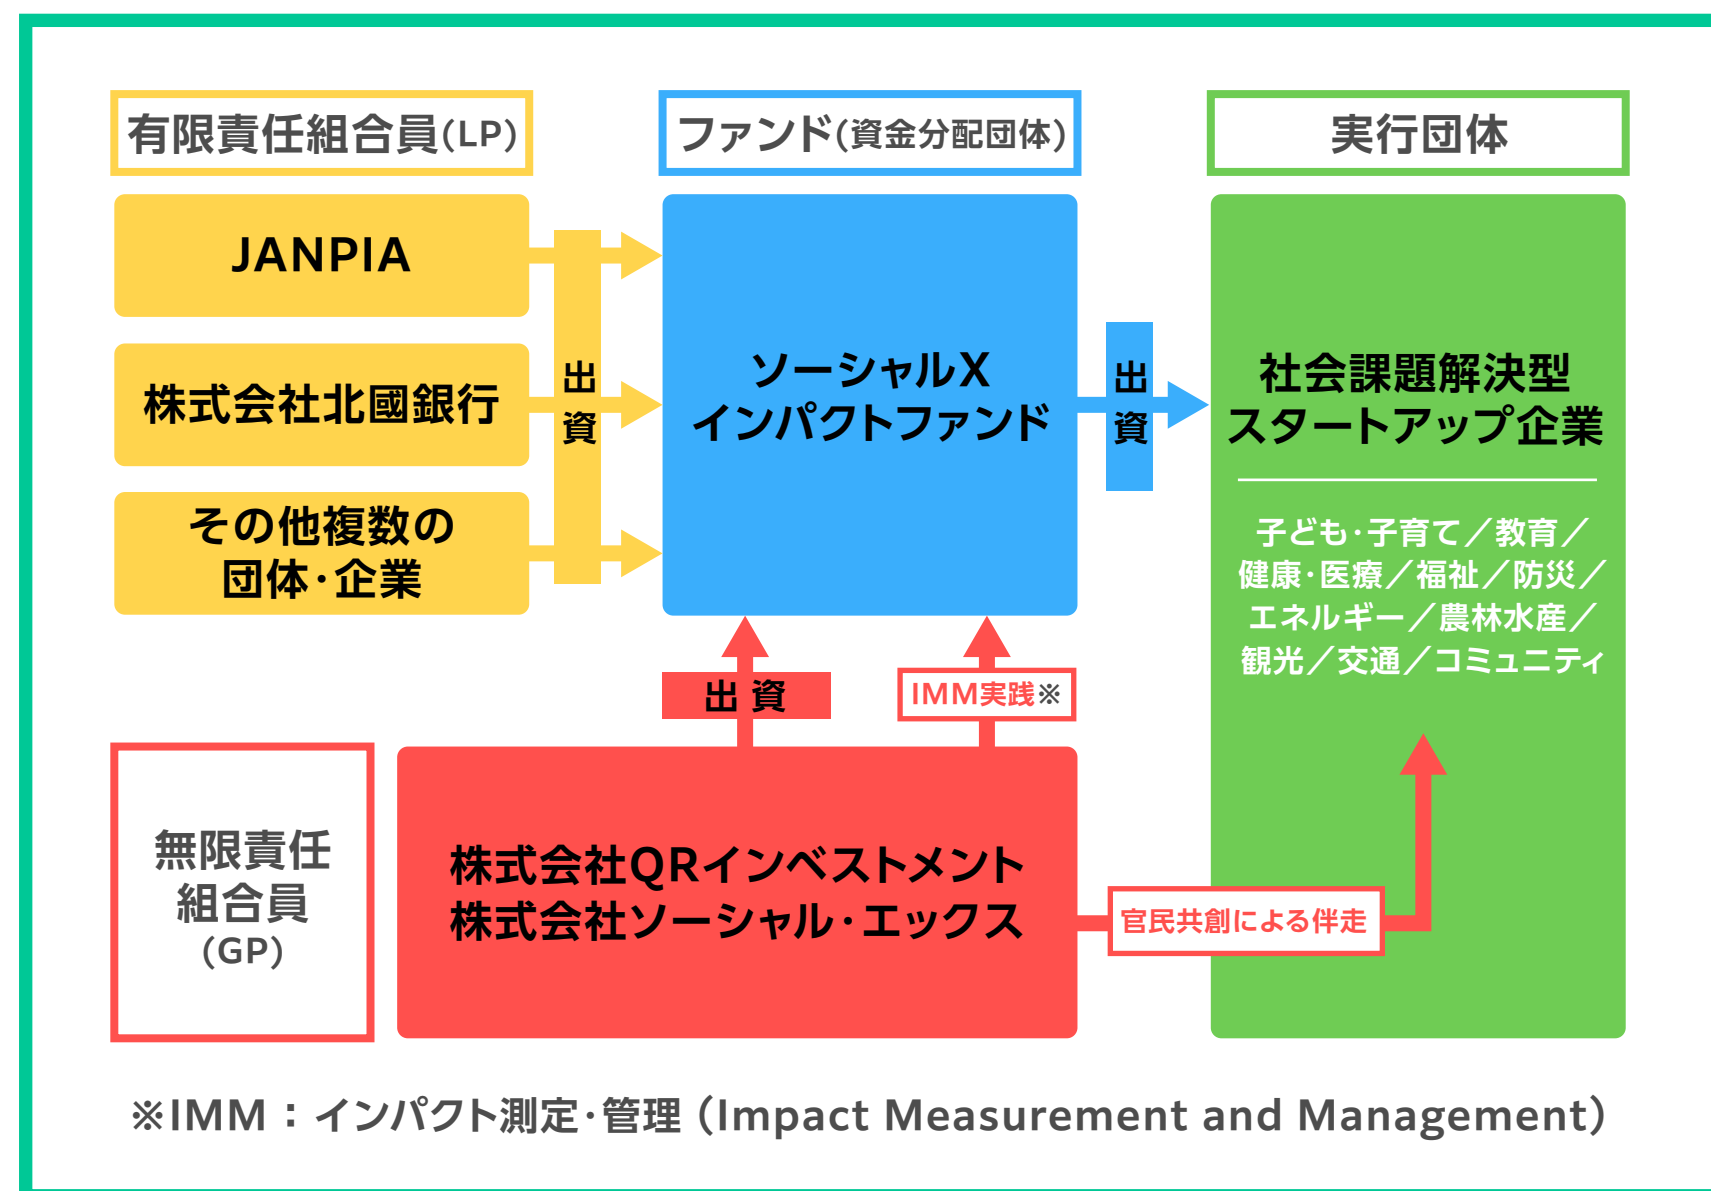 有限責任組合員(LP)
ファンド(資金分配団体)
実行団体
JANPIA
株式会社北國銀行
その他複数の
団体・企業
出資
ソーシャルX
インパクトファンド
出資
社会課題解決型
スタートアップ企業
子ども・子育て／教育／
健康・医療／福祉／防災／
エネルギー／農林水産／
観光／交通／コミュニティ
出資
IMM実践※
無限責任
組合員
(GP)
株式会社QRインベストメント
株式会社ソーシャル・エックス
官民共創による伴走
※IMM：インパクト測定・管理（Impact Measurement and Management）